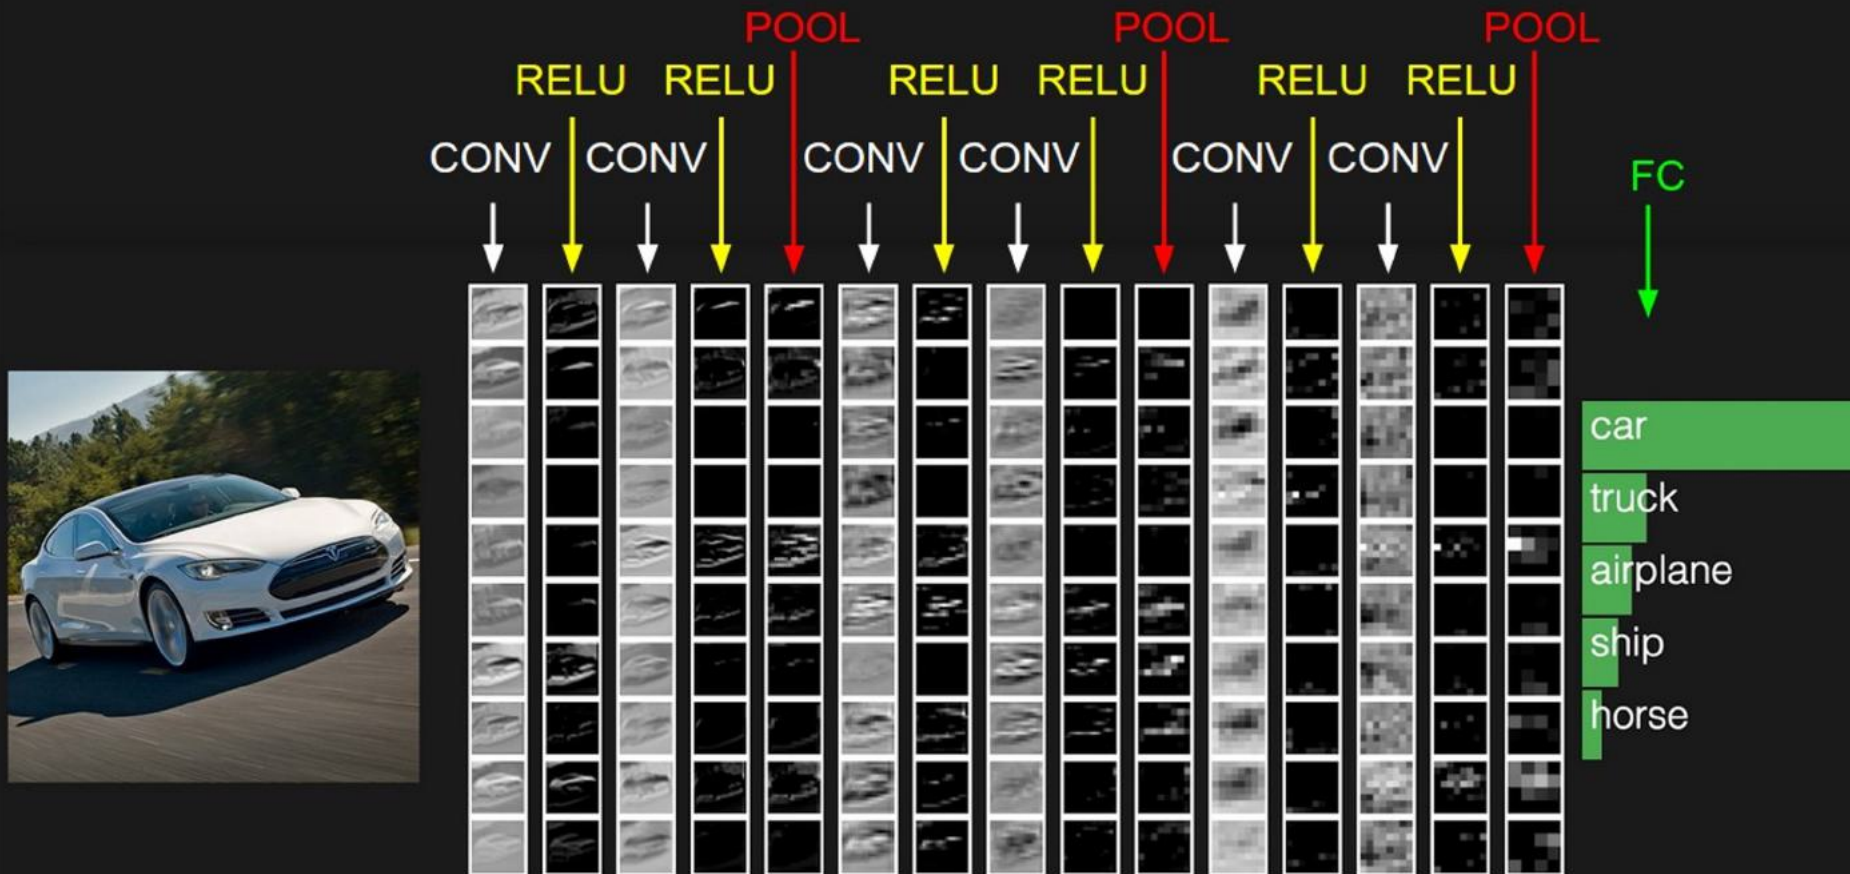 POOL POOL POOL
RELU RELU RELU RELU RELU RELU
CONV CONV CONV CONV CONV CONV
FC
car
truck
airplane
ship
horse